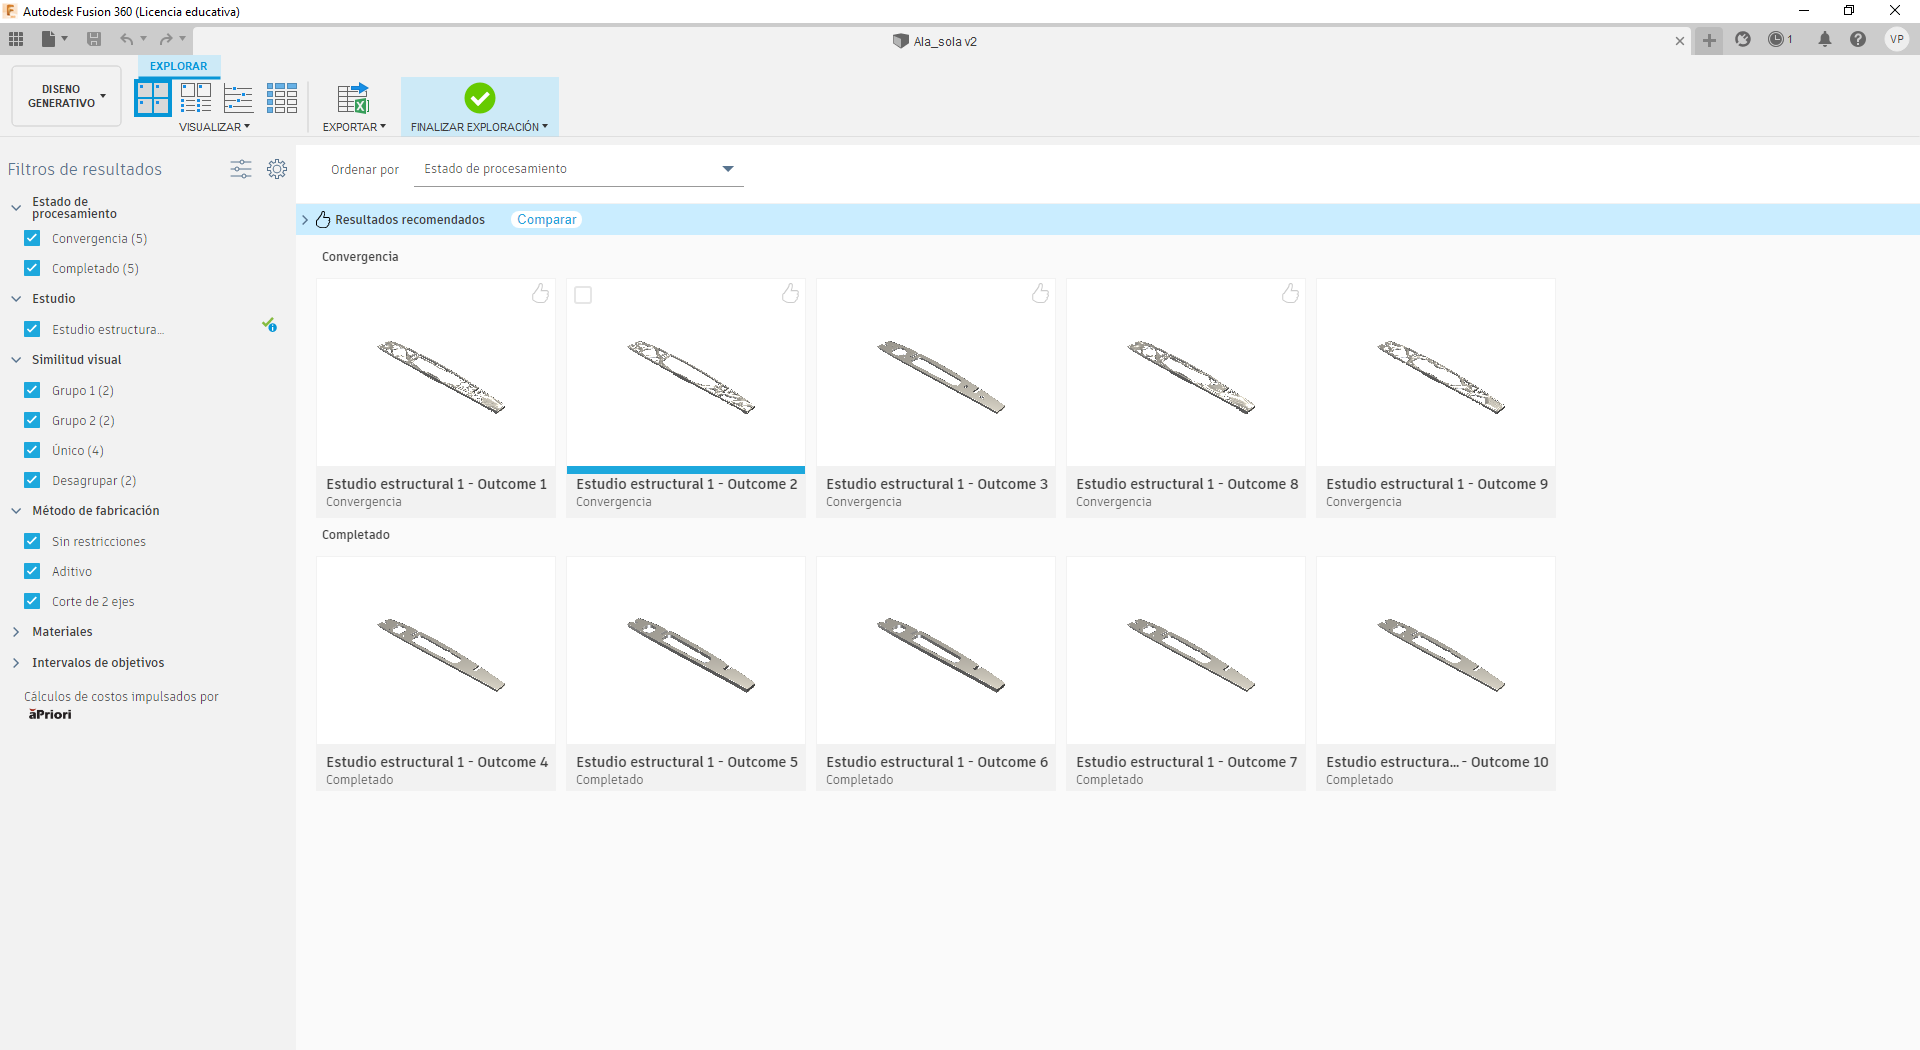 Autodesk Fusion 360 (Licencia educativa)
Ala_sola v2
1
VP
EXPLORAR
DISENO
GENERATIVO
VISUALIZAR
EXPORTAR
FINALIZAR EXPLORACIÓN
Filtros de resultados
Estado de
procesamiento
Convergencia (5)
Completado (5)
Estudio
Estudio estructura...
Similitud visual
Grupo 1 (2)
Grupo 2 (2)
Único (4)
Desagrupar (2)
Método de fabricación
Sin restricciones
Aditivo
Corte de 2 ejes
Materiales
Intervalos de objetivos
Cálculos de costos impulsados por
aPriori
Ordenar por
Estado de procesamiento
Resultados recomendados
Comparar
Convergencia
Estudio estructural 1 - Outcome 1
Convergencia
Estudio estructural 1 - Outcome 2
Convergencia
Estudio estructural 1 - Outcome 3
Convergencia
Estudio estructural 1 - Outcome 8
Convergencia
Estudio estructural 1 - Outcome 9
Convergencia
Completado
Estudio estructural 1 - Outcome 4
Completado
Estudio estructural 1 - Outcome 5
Completado
Estudio estructural 1 - Outcome 6
Completado
Estudio estructural 1 - Outcome 7
Completado
Estudio estructura... - Outcome 10
Completado